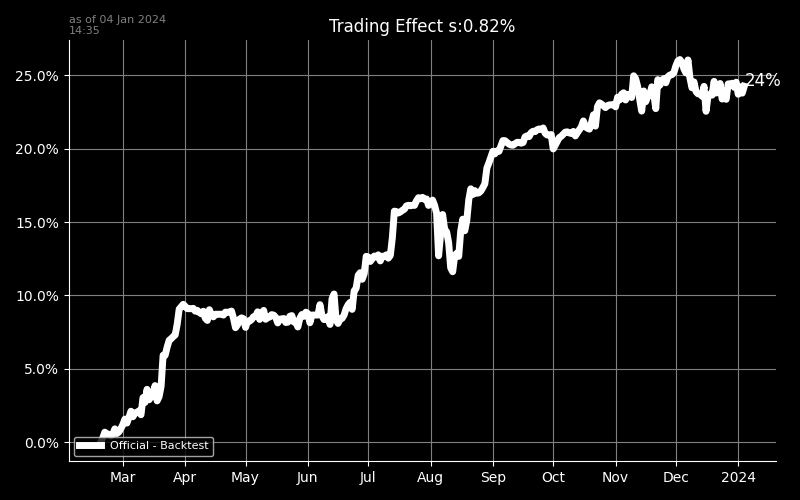 as of 04 Jan 2024
14:35
Trading Effect s:0.82%
25.0%
24%
20.0%
15.0%
10.0%
5.0%
0.0%
Official - Backtest
Mar Apr May Jun Jul Aug Sep Oct Nov Dec 2024